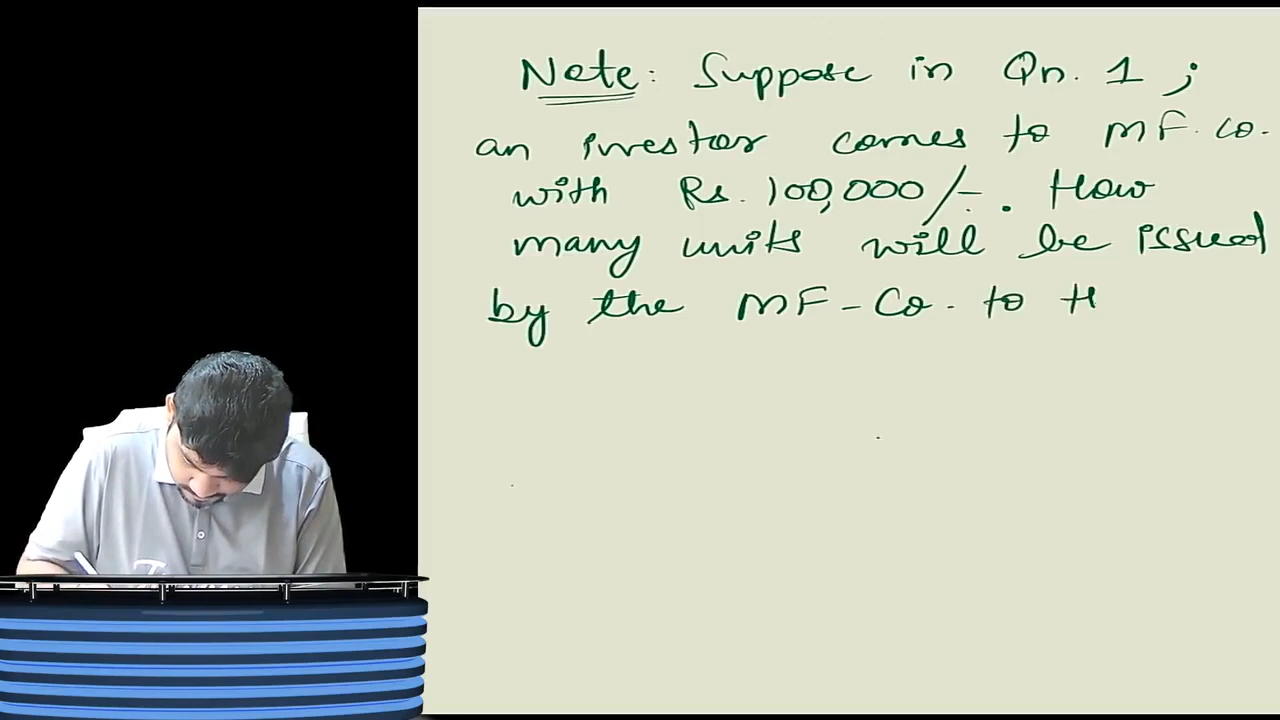 Note: Suppose in Qn. 1 ;
an investor comes to MF. Co.
with Rs. 100,000/-. How
many units will be issued
by the MF-Co. to H